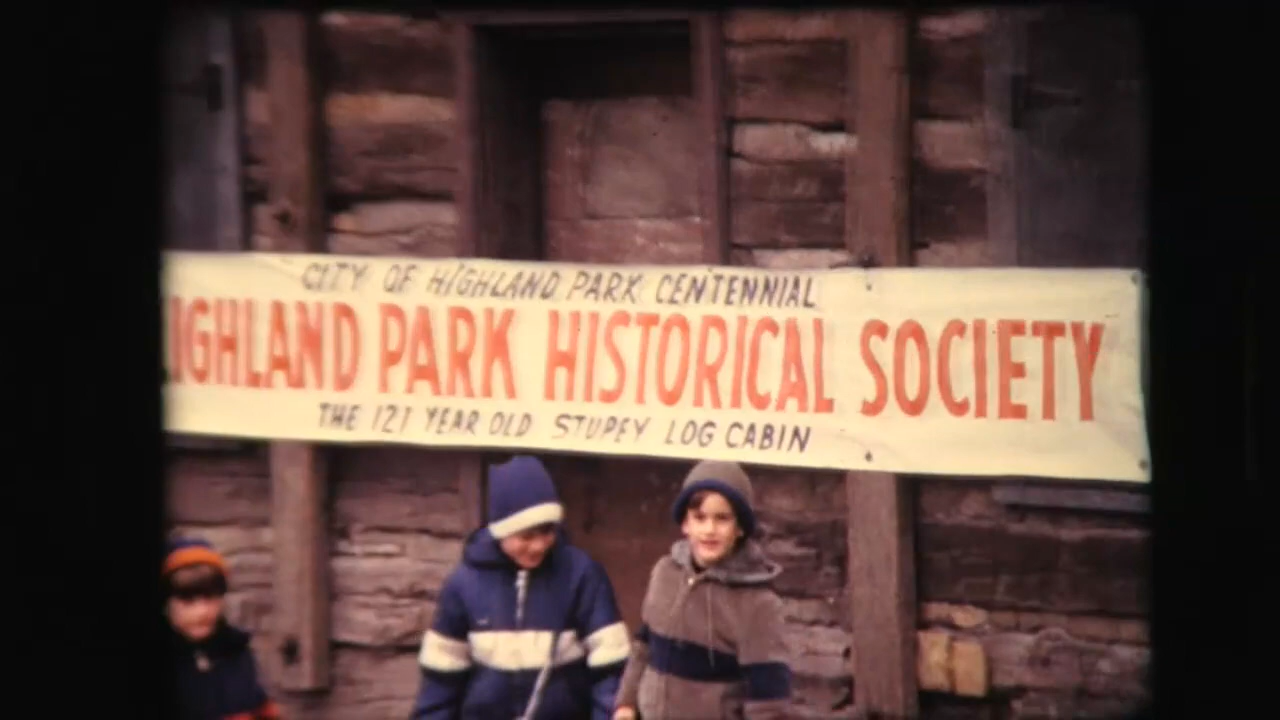 CITY OF HIGHLAND PARK CENTENNIAL
IGHLAND PARK HISTORICAL SOCIETY
THE 121 YEAR OLD STUPEY LOG CABIN